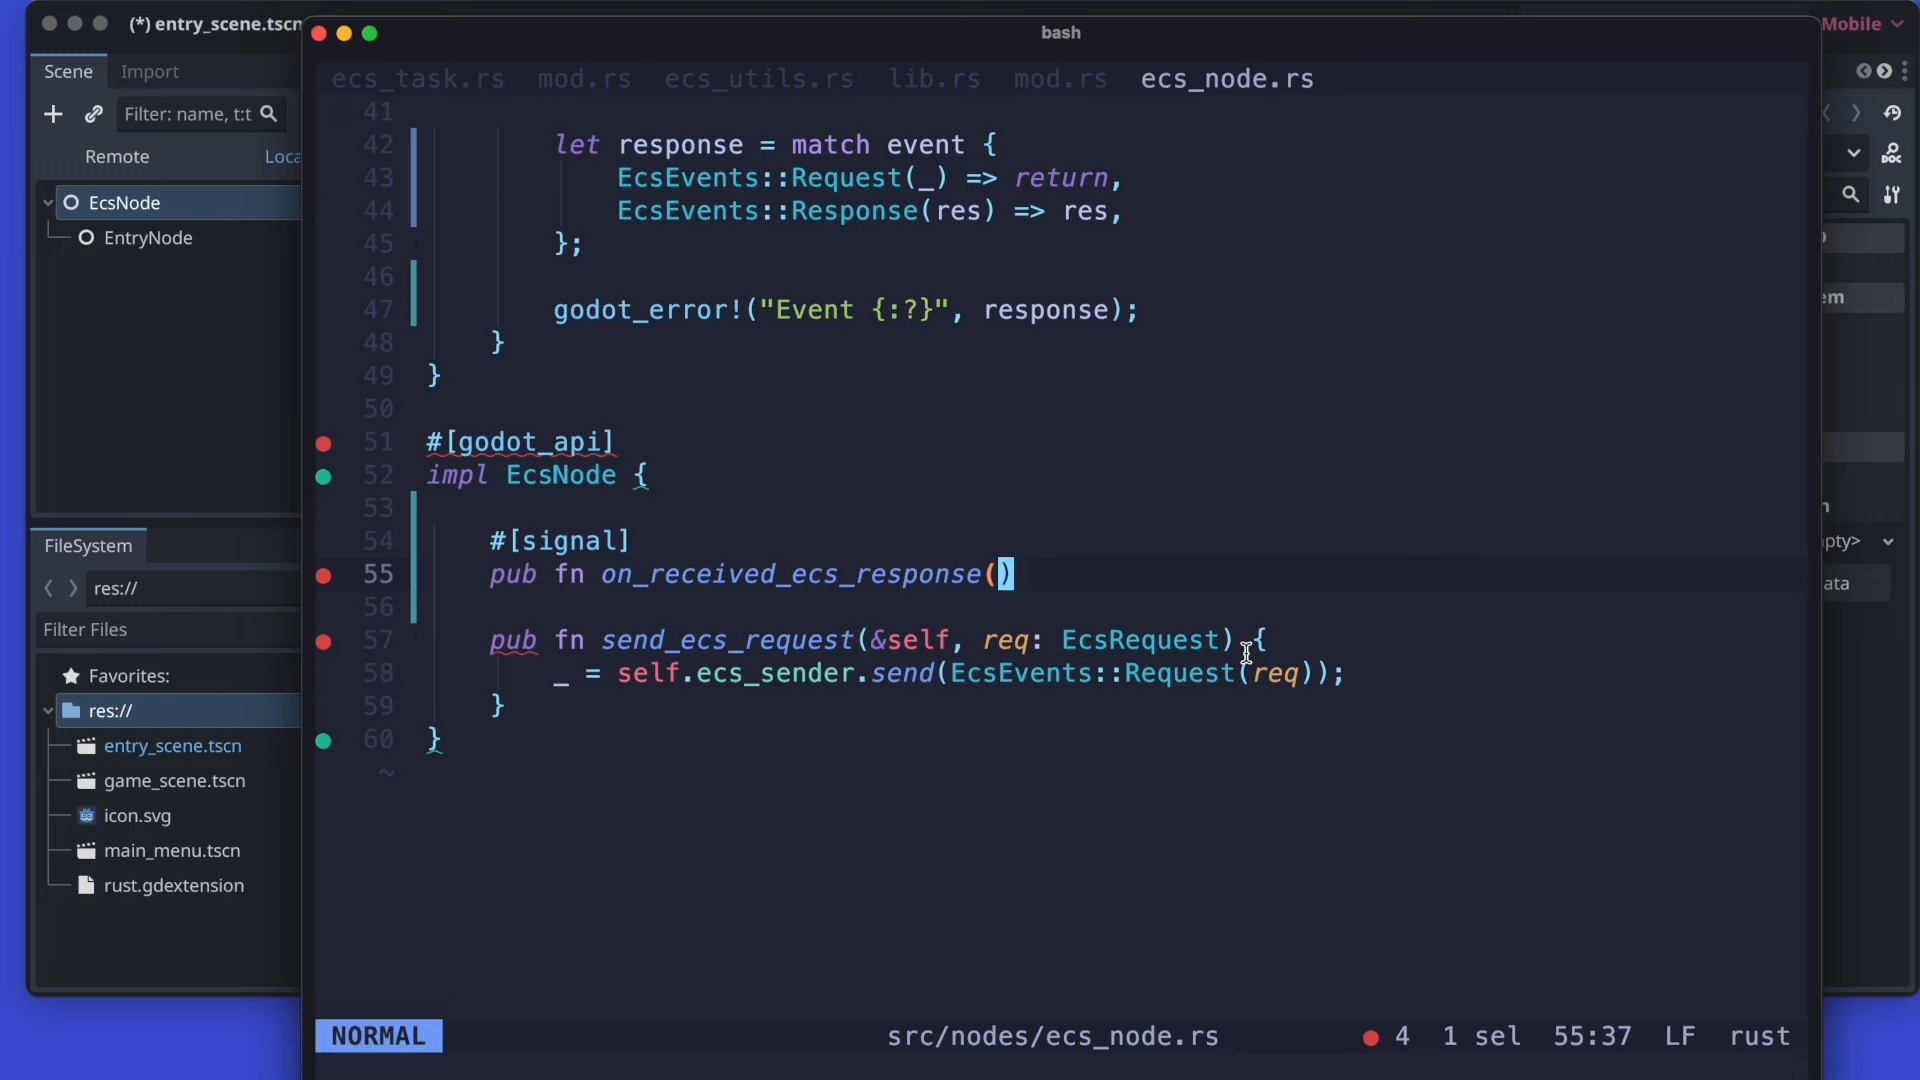 (*) entry_scene.tscn
bash
Mobile
Scene
Import
Filter: name, t:t
Remote
Loca
EcsNode
EntryNode
FileSystem
res://
Filter Files
Favorites:
res://
entry_scene.tscn
game_scene.tscn
icon.svg
main_menu.tscn
rust.gdextension
ecs_task.rs mod.rs ecs_utils.rs lib.rs mod.rs ecs_node.rs
41
42 let response = match event {
43 EcsEvents::Request(_) => return,
44 EcsEvents::Response(res) => res,
45 };
46
47 godot_error!("Event {:?}", response);
48 }
49 }
50
51 #[godot_api]
52 impl EcsNode {
53
54 #[signal]
55 pub fn on_received_ecs_response()
56
57 pub fn send_ecs_request(&self, req: EcsRequest) {
58 _ = self.ecs_sender.send(EcsEvents::Request(req));
59 }
60 }
~
NORMAL src/nodes/ecs_node.rs 4 1 sel 55:37 LF rust
DOC
em
n
pty>
ata